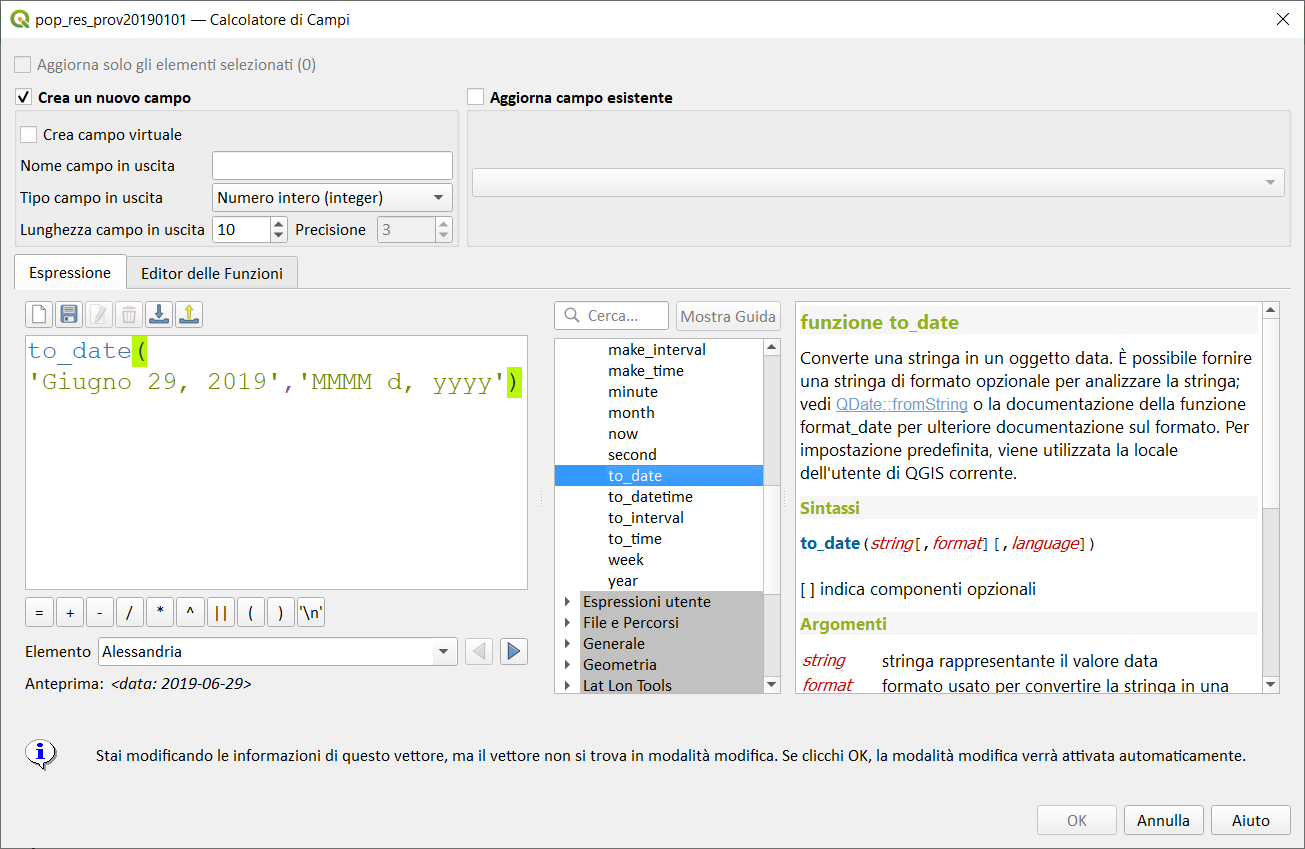 pop_res_prov20190101 — Calcolatore di Campi
Aggiorna solo gli elementi selezionati (0)
Crea un nuovo campo
Aggiorna campo esistente
Crea campo virtuale
Nome campo in uscita
Tipo campo in uscita Numero intero (integer)
Lunghezza campo in uscita 10 Precisione 3
Espressione Editor delle Funzioni
to_date(
'Giugno 29, 2019','MMMM d, yyyy')
= + - / * ^ || ( ) '\n'
Elemento Alessandria
Anteprima: <data: 2019-06-29>
Cerca... Mostra Guida
make_interval
make_time
minute
month
now
second
to_date
to_datetime
to_interval
to_time
week
year
Espressioni utente
File e Percorsi
Generale
Geometria
Lat Lon Tools
funzione to_date
Converte una stringa in un oggetto data. È possibile fornire
una stringa di formato opzionale per analizzare la stringa;
vedi QDate::fromString o la documentazione della funzione
format_date per ulteriore documentazione sul formato. Per
impostazione predefinita, viene utilizzata la locale
dell'utente di QGIS corrente.
Sintassi
to_date(string[,format][,language])
[ ] indica componenti opzionali
Argomenti
string stringa rappresentante il valore data
format formato usato per convertire la stringa in una
Stai modificando le informazioni di questo vettore, ma il vettore non si trova in modalità modifica. Se clicchi OK, la modalità modifica verrà attivata automaticamente.
OK Annulla Aiuto